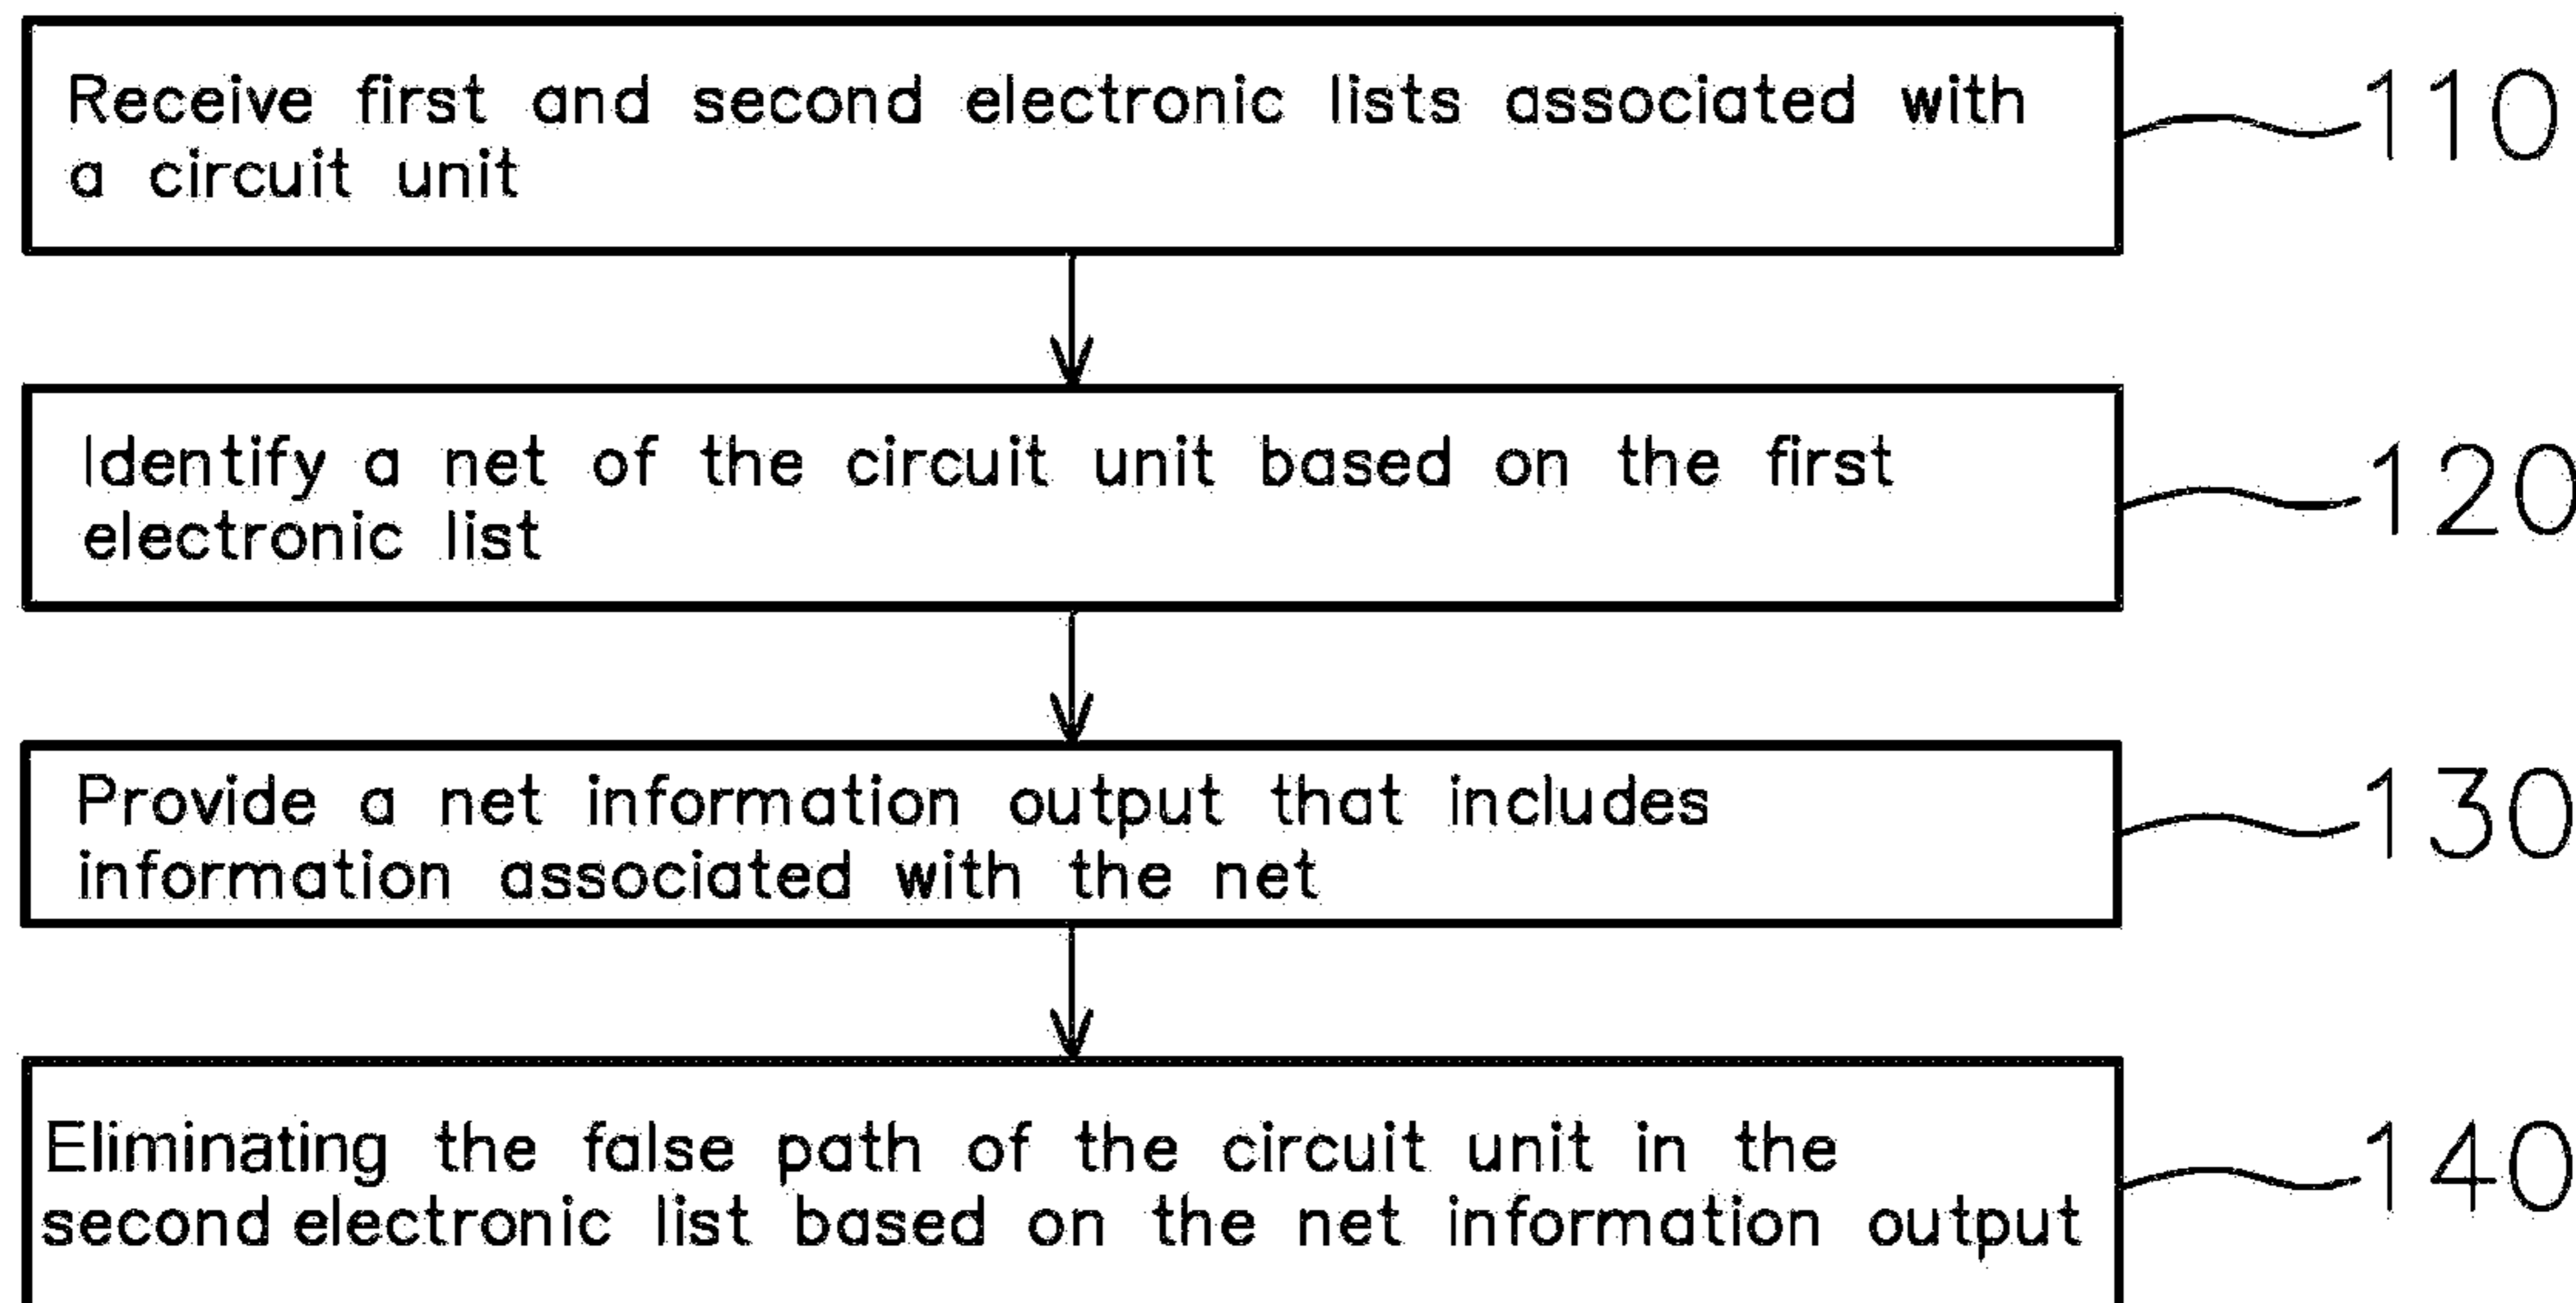 Receive first and second electronic lists associated with
a circuit unit
110
Identify a net of the circuit unit based on the first
electronic list
120
Provide a net information output that includes
information associated with the net
130
Eliminating the false path of the circuit unit in the
second electronic list based on the net information output
140